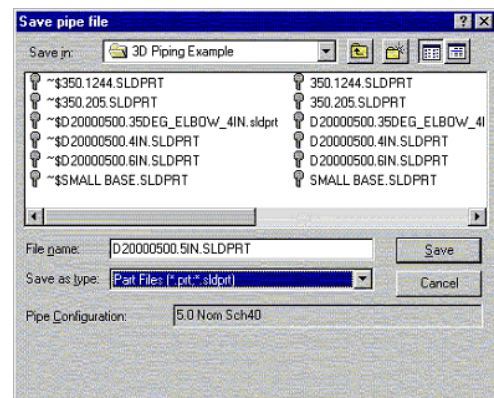 Save pipe file
Save in: 3D Piping Example
~$350.1244.SLDPRT
~$350.205.SLDPRT
~$D20000500.35DEG_ELBOW_4IN.sldprt
~$D20000500.4IN.SLDPRT
~$D20000500.6IN.SLDPRT
~$SMALL BASE.SLDPRT
350.1244.SLDPRT
350.205.SLDPRT
D20000500.35DEG_ELBOW_4I
D20000500.4IN.SLDPRT
D20000500.6IN.SLDPRT
SMALL BASE.SLDPRT
File name: D20000500.5IN.SLDPRT Save
Save as type: Part Files (*.prt;*.sldprt) Cancel
Pipe Configuration: 5.0 Nom Sch40